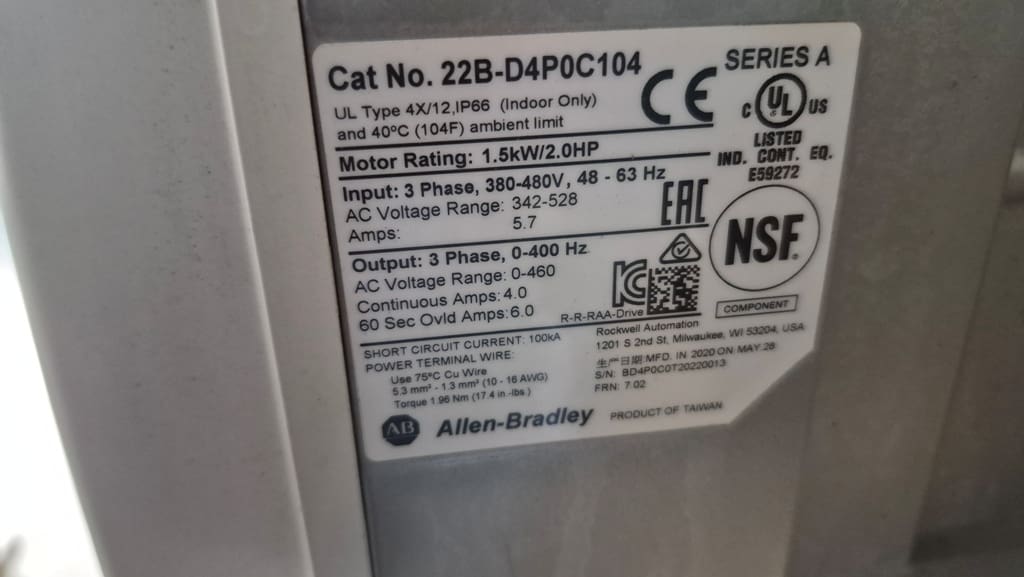 Cat No. 22B-D4P0C104
SERIES A
UL Type 4X/12,IP66 (Indoor Only)
and 40°C (104F) ambient limit
CE
C UL US
LISTED
IND. CONT. EQ.
E59272
Motor Rating: 1.5kW/2.0HP
Input: 3 Phase, 380-480V, 48 - 63 Hz
AC Voltage Range: 342-528
Amps: 5.7
EAC
NSF®
COMPONENT
Output: 3 Phase, 0-400 Hz
AC Voltage Range: 0-460
Continuous Amps: 4.0
60 Sec Ovld Amps: 6.0
R-R-RAA-Drive
SHORT CIRCUIT CURRENT: 100kA
POWER TERMINAL WIRE:
Use 75°C Cu Wire
5.3 mm² - 1.3 mm² (10 - 16 AWG)
Torque 1.96 Nm (17.4 in.-lbs.)
Rockwell Automation
1201 S 2nd St, Milwaukee, WI 53204, USA
生产日期:MFD. IN 2020 ON MAY.28
S/N: BD4P0C0T20220013
FRN: 7.02
AB Allen-Bradley
PRODUCT OF TAIWAN